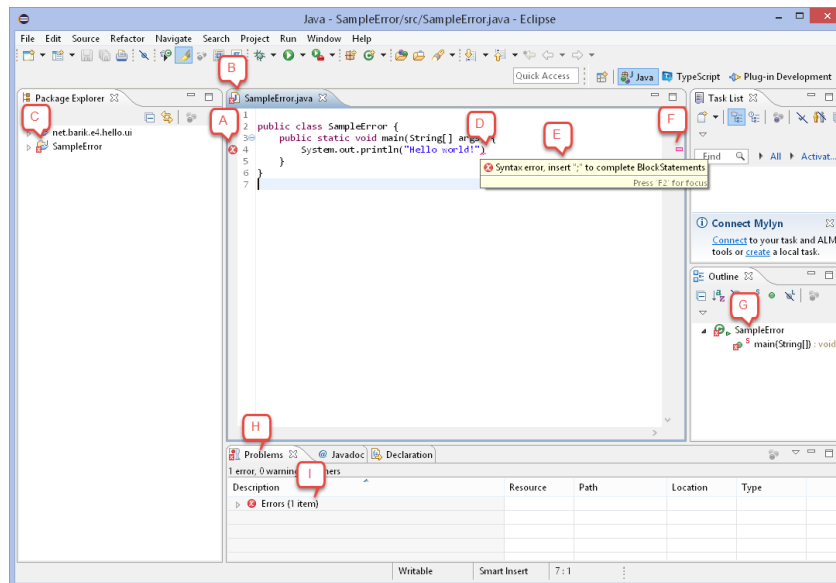 Java - SampleError/src/SampleError.java - Eclipse
File Edit Source Refactor Navigate Search Project Run Window Help
Quick Access Java TypeScript Plug-in Development
B
Package Explorer
SampleError.java
Task List
C
net.barik.e4.hello.ui
SampleError
A
D
E
F
1
2 public class SampleError {
3 public static void main(String[] args) {
4 System.out.println("Hello world!")
5 }
6 }
7
Syntax error, insert ";" to complete BlockStatements
Press 'F2' for focus
Find All Activat...
Connect Mylyn
Connect to your task and ALM
tools or create a local task.
Outline
G
SampleError
S main(String[]) : void
H
Problems @ Javadoc Declaration
1 error, 0
I
Description Resource Path Location Type
Errors (1 item)
Writable Smart Insert 7 : 1